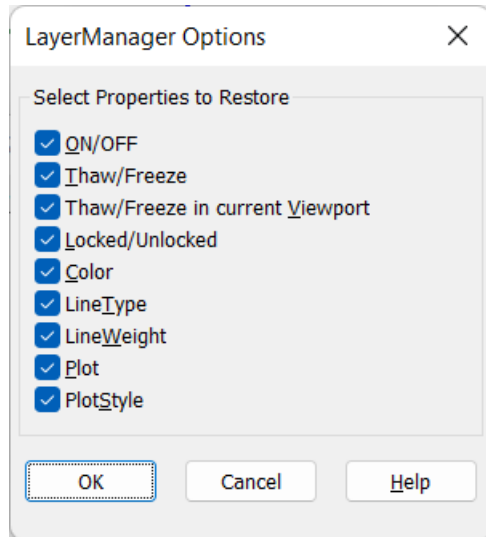 LayerManager Options
Select Properties to Restore
ON/OFF
Thaw/Freeze
Thaw/Freeze in current Viewport
Locked/Unlocked
Color
LineType
LineWeight
Plot
PlotStyle
OK Cancel Help